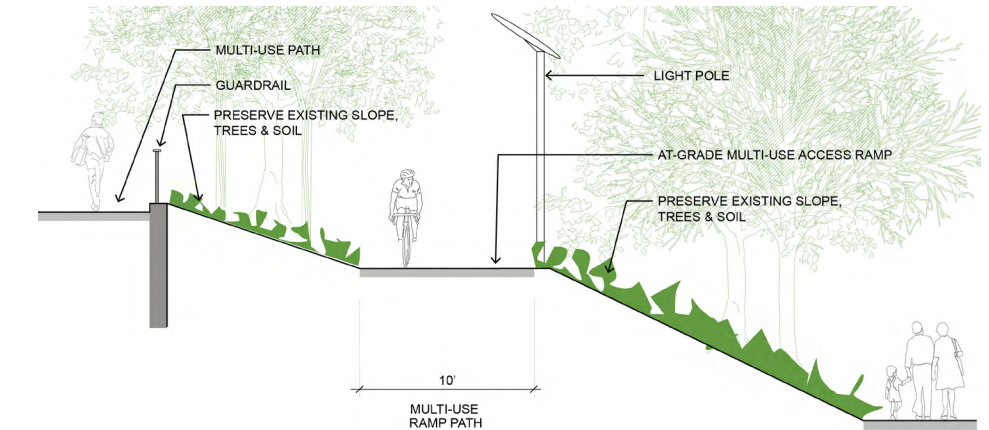 MULTI-USE PATH
GUARDRAIL
PRESERVE EXISTING SLOPE,
TREES & SOIL
LIGHT POLE
AT-GRADE MULTI-USE ACCESS RAMP
PRESERVE EXISTING SLOPE,
TREES & SOIL
10'
MULTI-USE
RAMP PATH